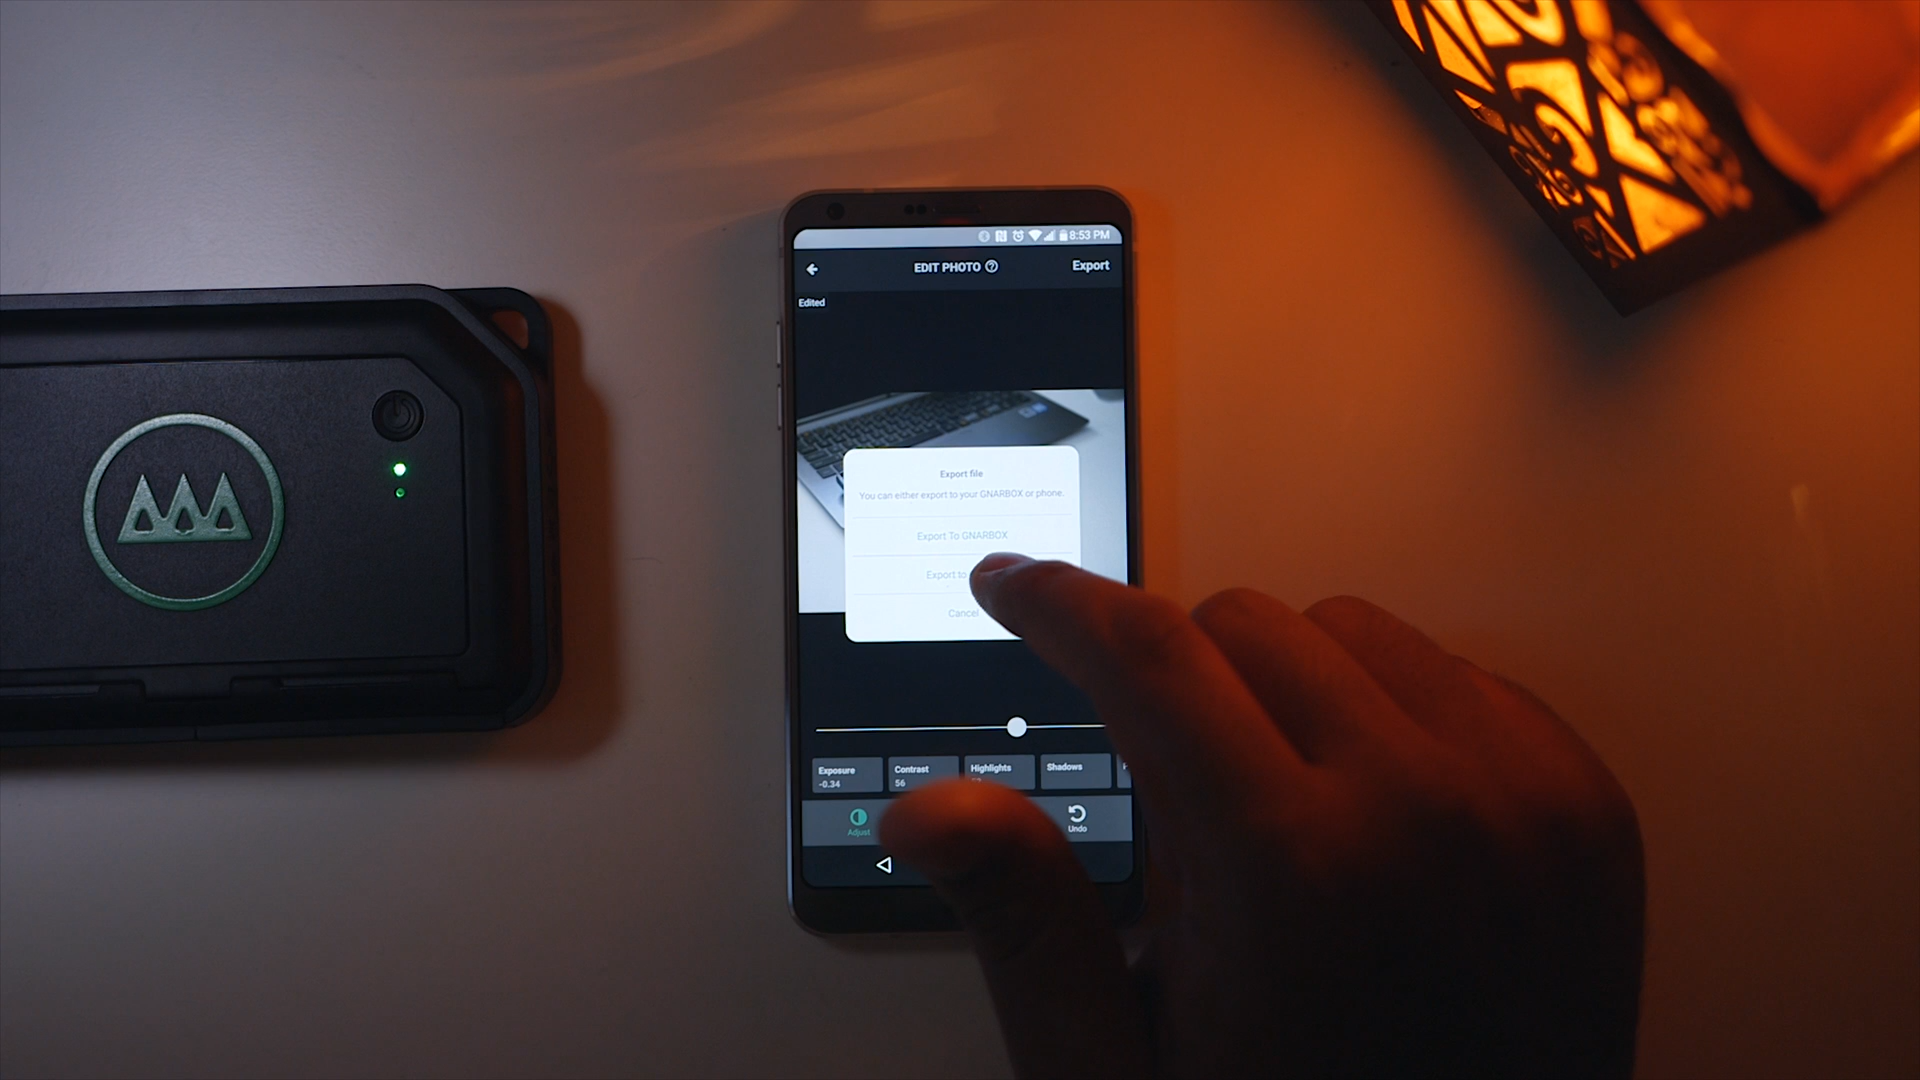 8:53 PM
EDIT PHOTO
Export
Edited
Export file
You can either export to your GNARBOX or phone.
Export To GNARBOX
Export to
Cancel
Exposure
-0.34
Contrast
56
Highlights
Shadows
Adjust
Undo